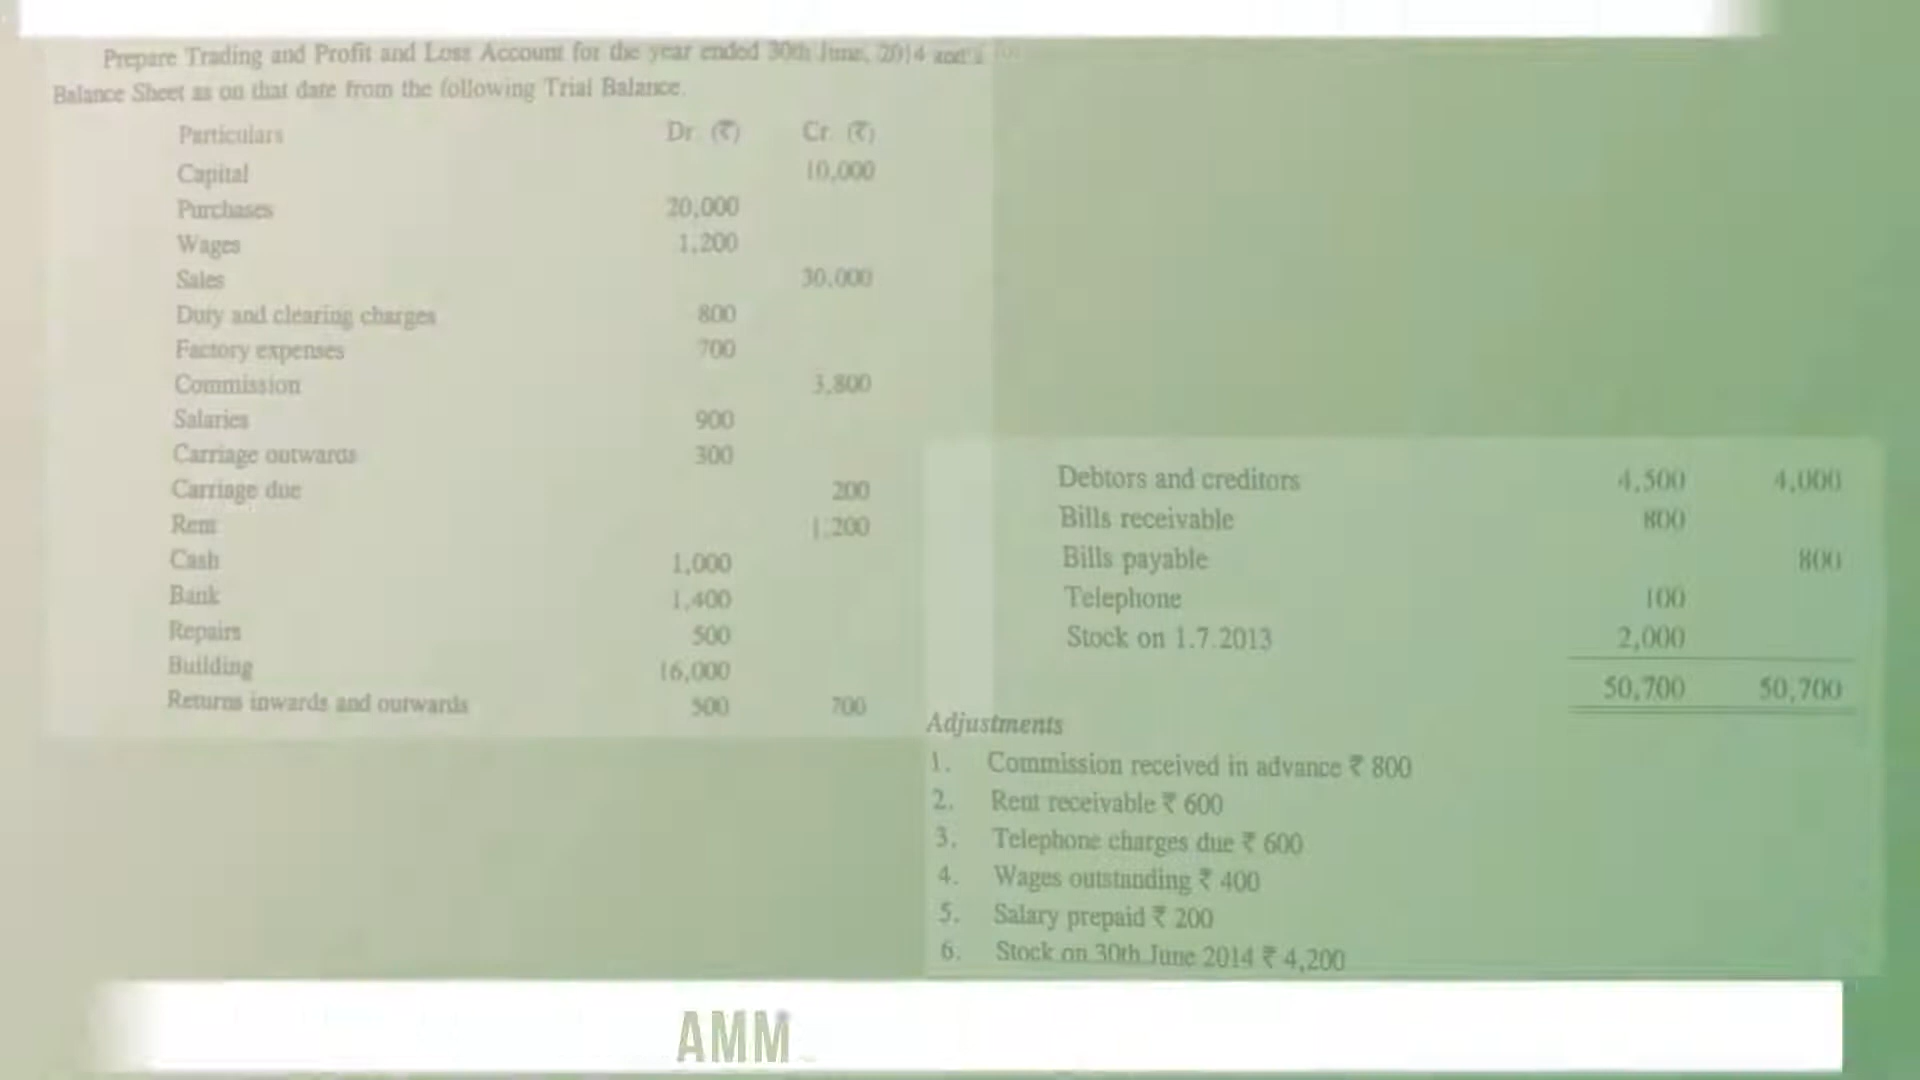 Prepare Trading and Profit and Loss Account for the year ended 30th June, 2014 and a
Balance Sheet as on that date from the following Trial Balance.
Particulars Dr. (₹) Cr. (₹)
Capital 10,000
Purchases 20,000
Wages 1,200
Sales 30,000
Duty and clearing charges 800
Factory expenses 700
Commission 3,800
Salaries 900
Carriage outwards 300
Carriage due 200
Rent 1,200
Cash 1,000
Bank 1,400
Repairs 500
Building 16,000
Returns inwards and outwards 500 700
Debtors and creditors 4,500 4,000
Bills receivable 800
Bills payable 800
Telephone 100
Stock on 1.7.2013 2,000
50,700 50,700
Adjustments
1. Commission received in advance ₹ 800
2. Rent receivable ₹ 600
3. Telephone charges due ₹ 600
4. Wages outstanding ₹ 400
5. Salary prepaid ₹ 200
6. Stock on 30th June 2014 ₹ 4,200
AMM